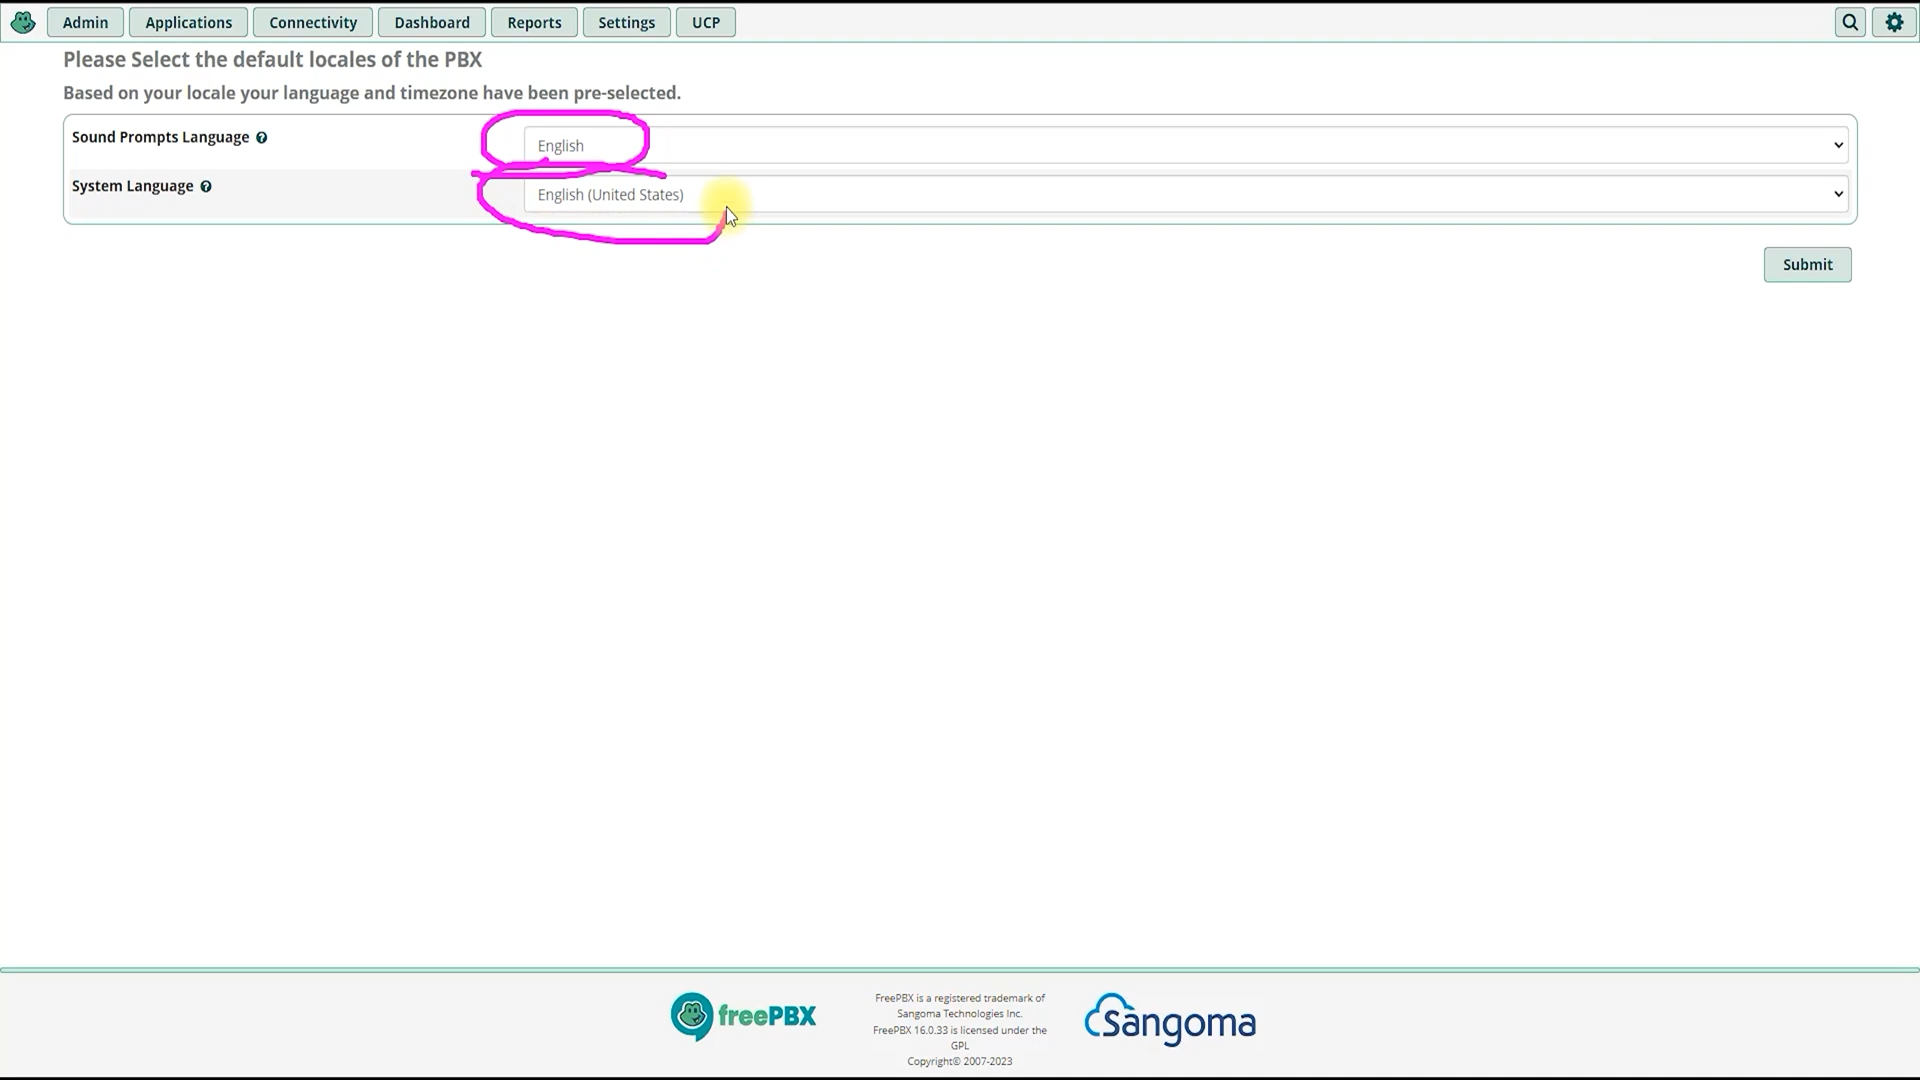 Admin
Applications
Connectivity
Dashboard
Reports
Settings
UCP
Please Select the default locales of the PBX
Based on your locale your language and timezone have been pre-selected.
Sound Prompts Language
English
System Language
English (United States)
Submit
freePBX
FreePBX is a registered trademark of
Sangoma Technologies Inc.
FreePBX 16.0.33 is licensed under the
GPL
Copyright© 2007-2023
Sangoma